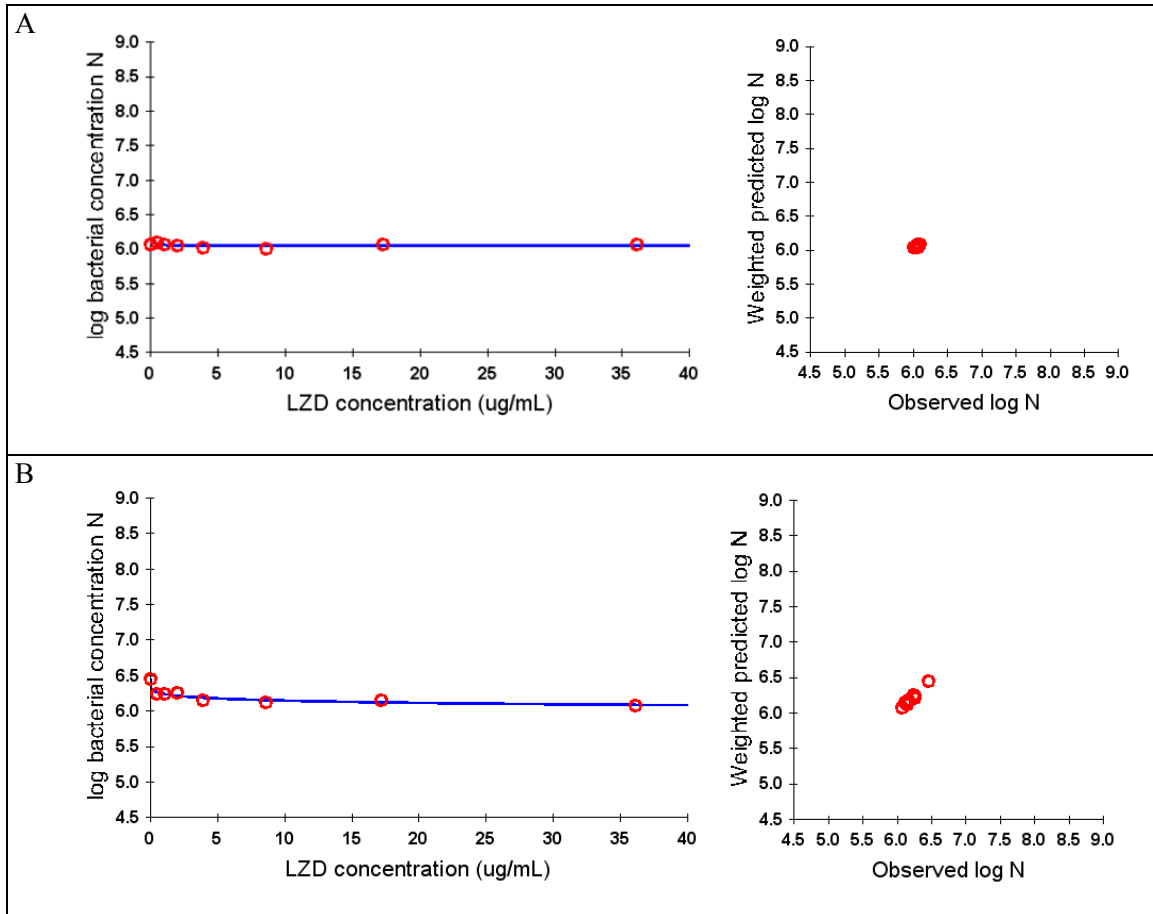 A
log bacterial concentration N
9.0
8.5
8.0
7.5
7.0
6.5
6.0
5.5
5.0
4.5
0 5 10 15 20 25 30 35 40
LZD concentration (ug/mL)
Weighted predicted log N
9.0
8.5
8.0
7.5
7.0
6.5
6.0
5.5
5.0
4.5
4.5 5.0 5.5 6.0 6.5 7.0 7.5 8.0 8.5 9.0
Observed log N
B
log bacterial concentration N
9.0
8.5
8.0
7.5
7.0
6.5
6.0
5.5
5.0
4.5
0 5 10 15 20 25 30 35 40
LZD concentration (ug/mL)
Weighted predicted log N
9.0
8.5
8.0
7.5
7.0
6.5
6.0
5.5
5.0
4.5
4.5 5.0 5.5 6.0 6.5 7.0 7.5 8.0 8.5 9.0
Observed log N